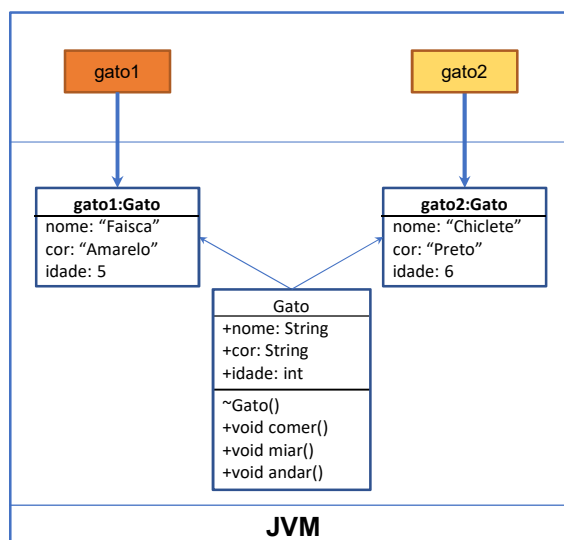 gato1
gato2
gato1:Gato
nome: “Faisca”
cor: “Amarelo”
idade: 5
gato2:Gato
nome: “Chiclete”
cor: “Preto”
idade: 6
Gato
+nome: String
+cor: String
+idade: int
~Gato()
+void comer()
+void miar()
+void andar()
JVM